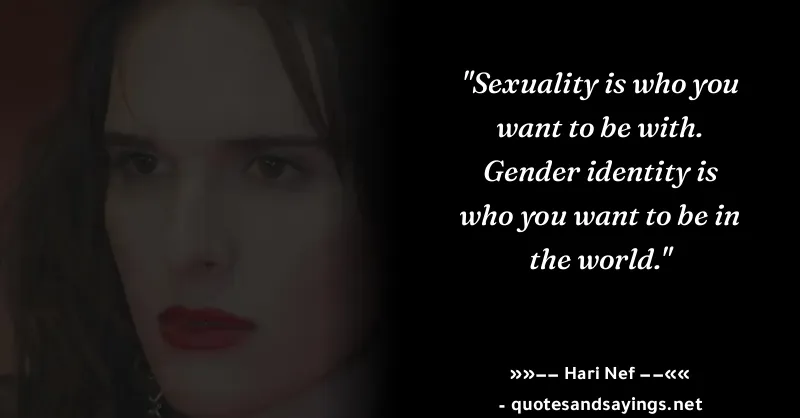 "Sexuality is who you
want to be with.
Gender identity is
who you want to be in
the world."
»»–– Hari Nef ––««
- quotesandsayings.net